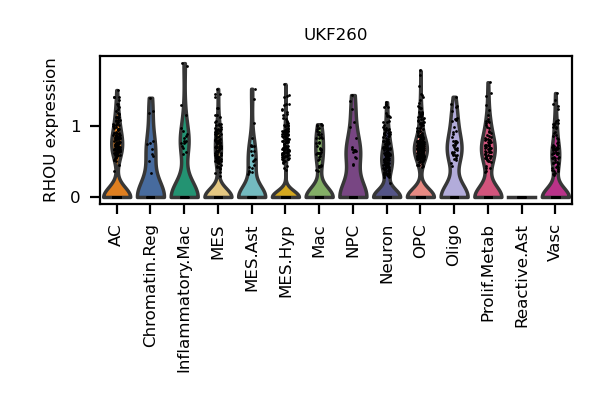 UKF260
RHOU expression
1
0
AC
Chromatin.Reg
Inflammatory.Mac
MES
MES.Ast
MES.Hyp
Mac
NPC
Neuron
OPC
Oligo
Prolif.Metab
Reactive.Ast
Vasc